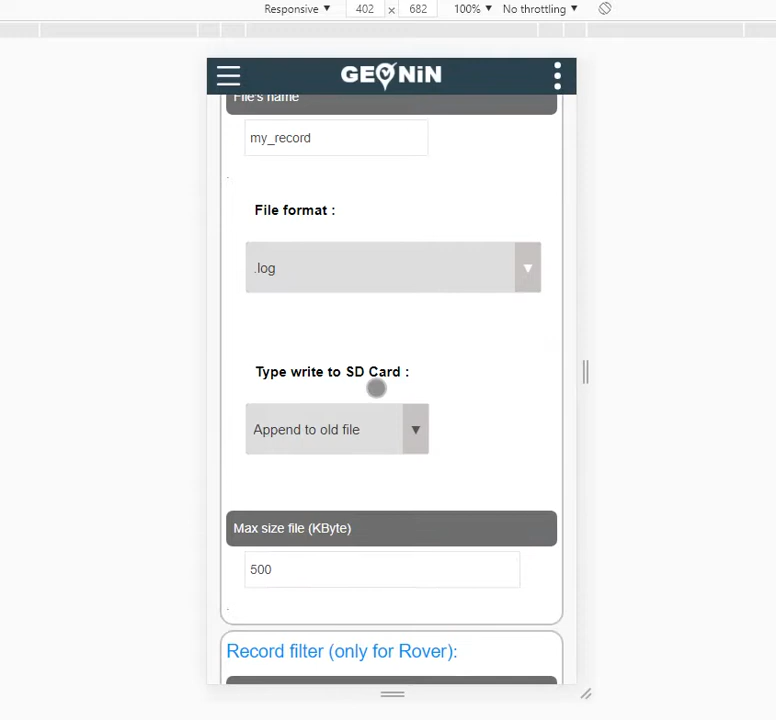 Responsive ▼ 402 × 682 100% ▼ No throttling ▼
GEONiN
File's name
my_record
.
File format :
.log
Type write to SD Card :
Append to old file
Max size file (KByte)
500
.
Record filter (only for Rover):